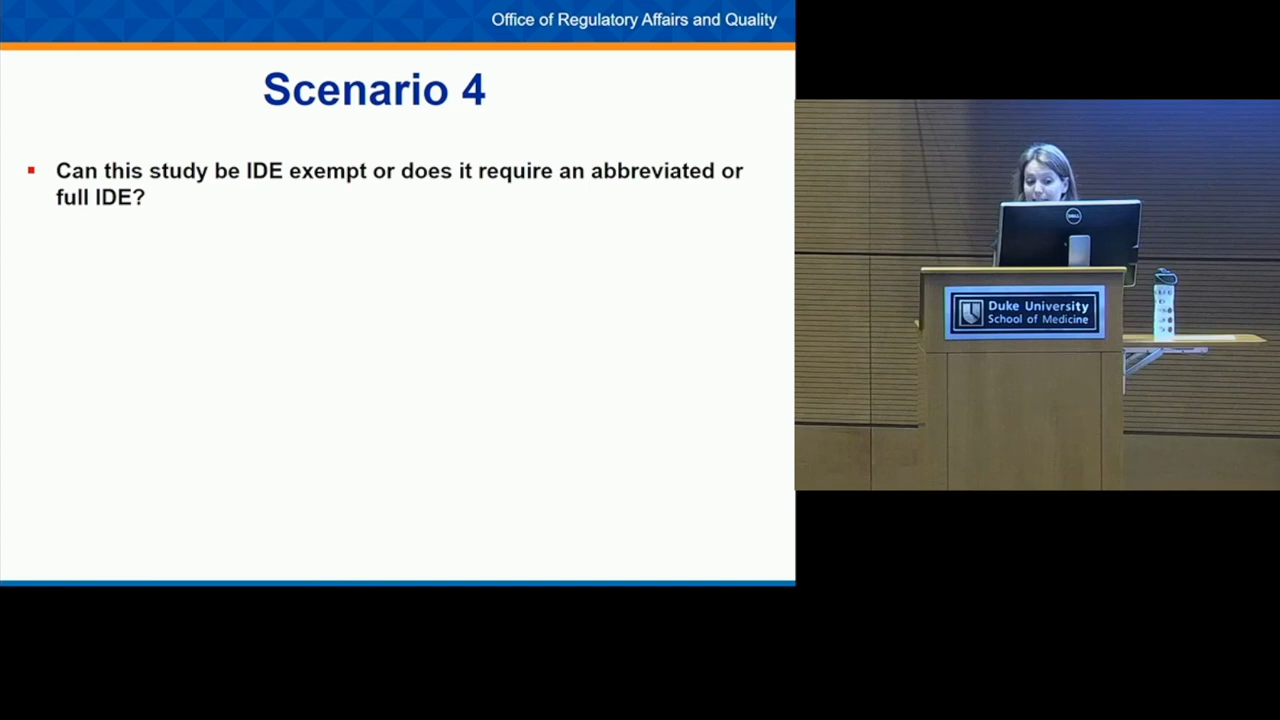 Office of Regulatory Affairs and Quality
Scenario 4
Can this study be IDE exempt or does it require an abbreviated or
full IDE?
DELL
Duke University
School of Medicine